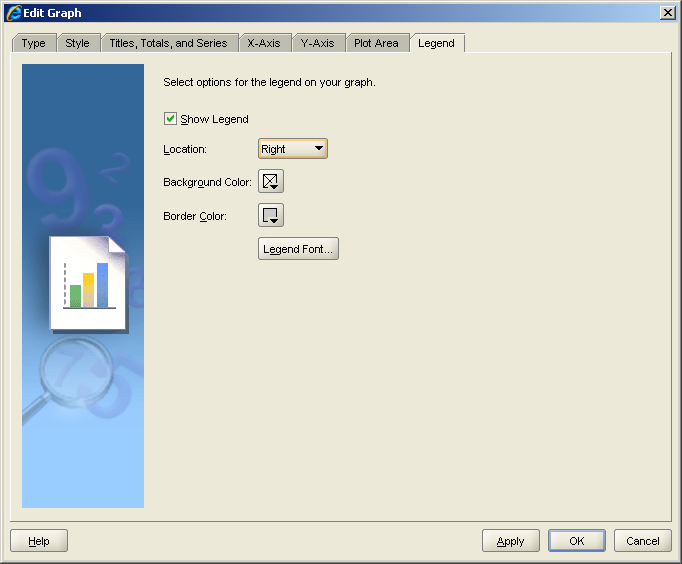 Edit Graph
Type Style Titles, Totals, and Series X-Axis Y-Axis Plot Area Legend
Select options for the legend on your graph.
Show Legend
Location: Right
Background Color:
Border Color:
Legend Font...
Help Apply OK Cancel